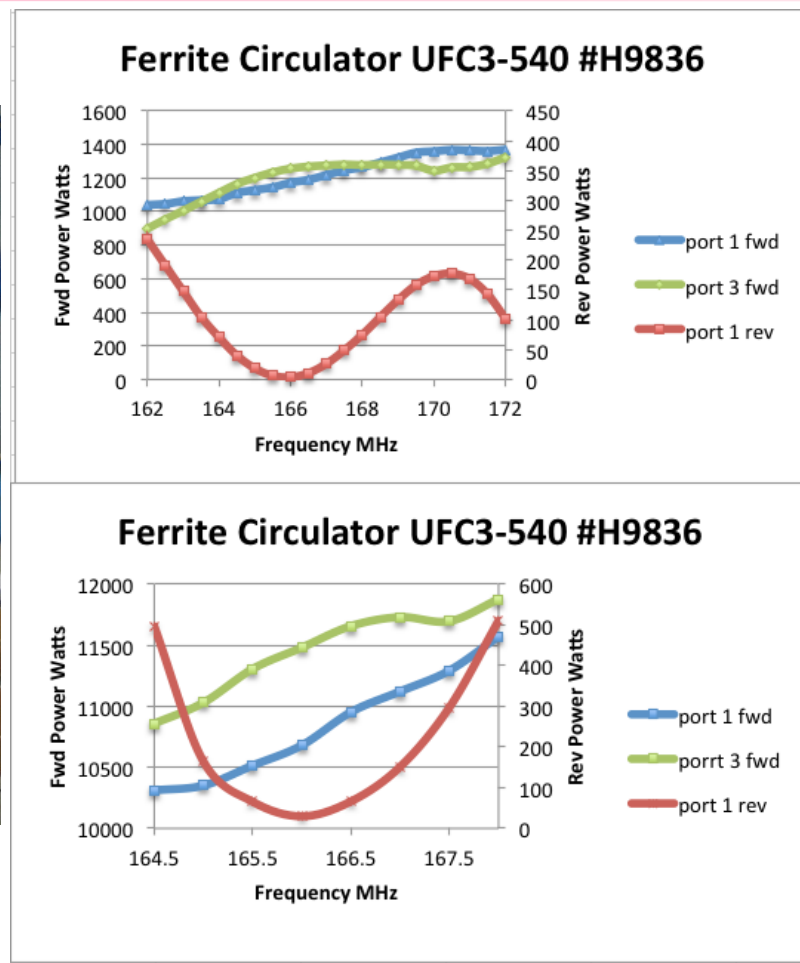 Ferrite Circulator UFC3-540 #H9836
1600
1400
1200
1000
800
600
400
200
0
Fwd Power Watts
450
400
350
300
250
200
150
100
50
0
Rev Power Watts
162 164 166 168 170 172
Frequency MHz
port 1 fwd
port 3 fwd
port 1 rev
Ferrite Circulator UFC3-540 #H9836
12000
11500
11000
10500
10000
Fwd Power Watts
600
500
400
300
200
100
0
Rev Power Watts
164.5 165.5 166.5 167.5
Frequency MHz
port 1 fwd
porrt 3 fwd
port 1 rev